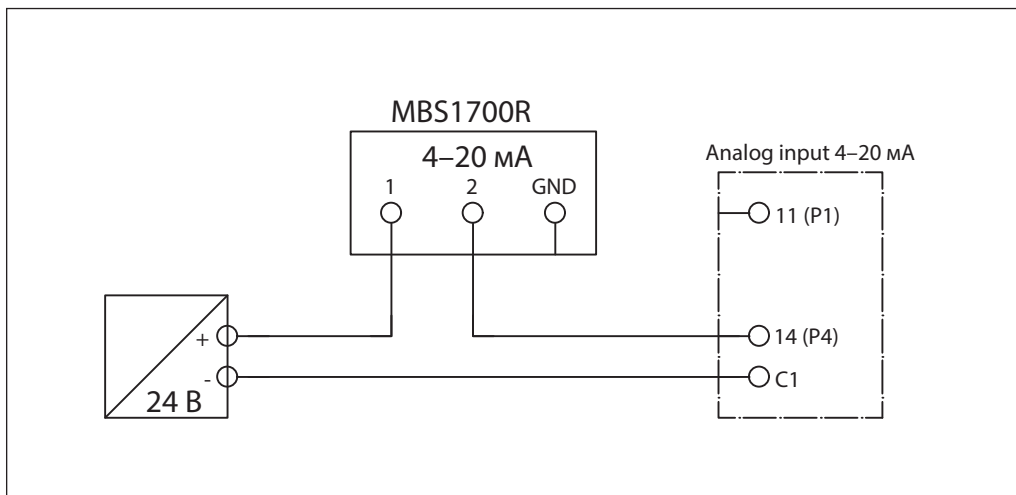 MBS1700R
4–20 мА
1 2 GND
Analog input 4–20 мА
11 (P1)
+
14 (P4)
-
C1
24 В